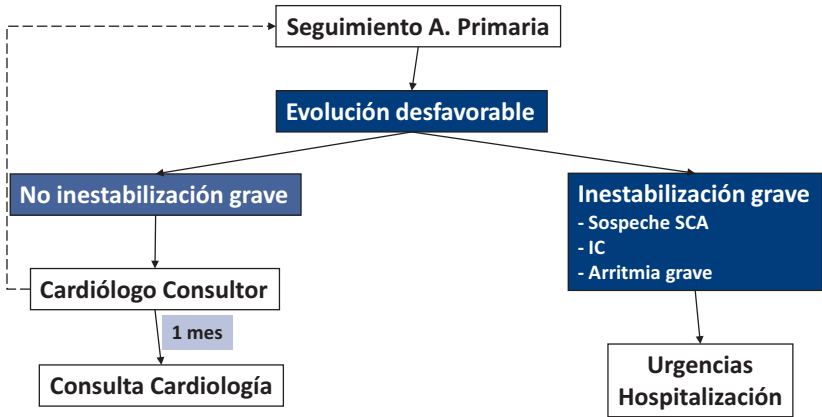 Seguimiento A. Primaria
Evolución desfavorable
No inestabilización grave
Inestabilización grave
- Sospeche SCA
- IC
- Arritmia grave
Cardiólogo Consultor
1 mes
Consulta Cardiología
Urgencias
Hospitalización